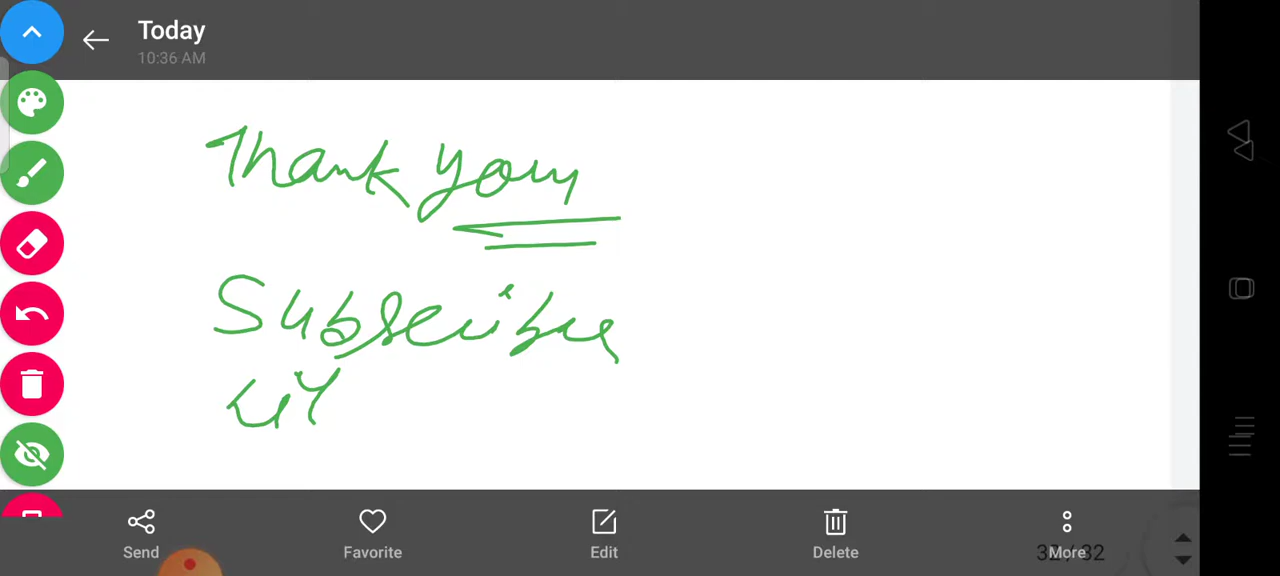 Today
10:36 AM
Thank you
Subscribe
Send
Favorite
Edit
Delete
More